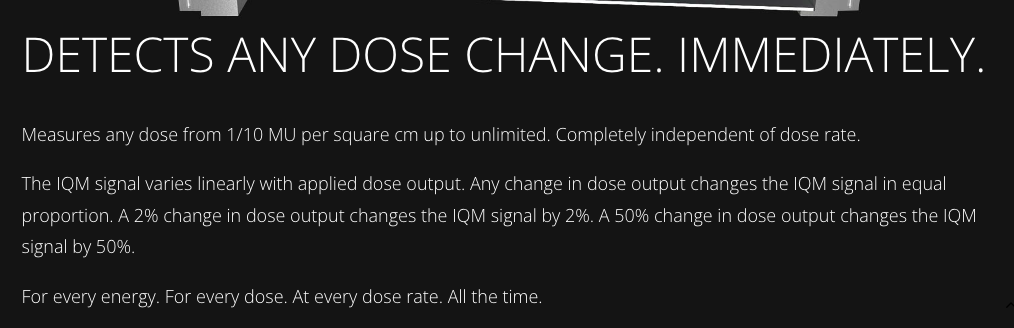 DETECTS ANY DOSE CHANGE. IMMEDIATELY.
Measures any dose from 1/10 MU per square cm up to unlimited. Completely independent of dose rate.
The IQM signal varies linearly with applied dose output. Any change in dose output changes the IQM signal in equal
proportion. A 2% change in dose output changes the IQM signal by 2%. A 50% change in dose output changes the IQM
signal by 50%.
For every energy. For every dose. At every dose rate. All the time.